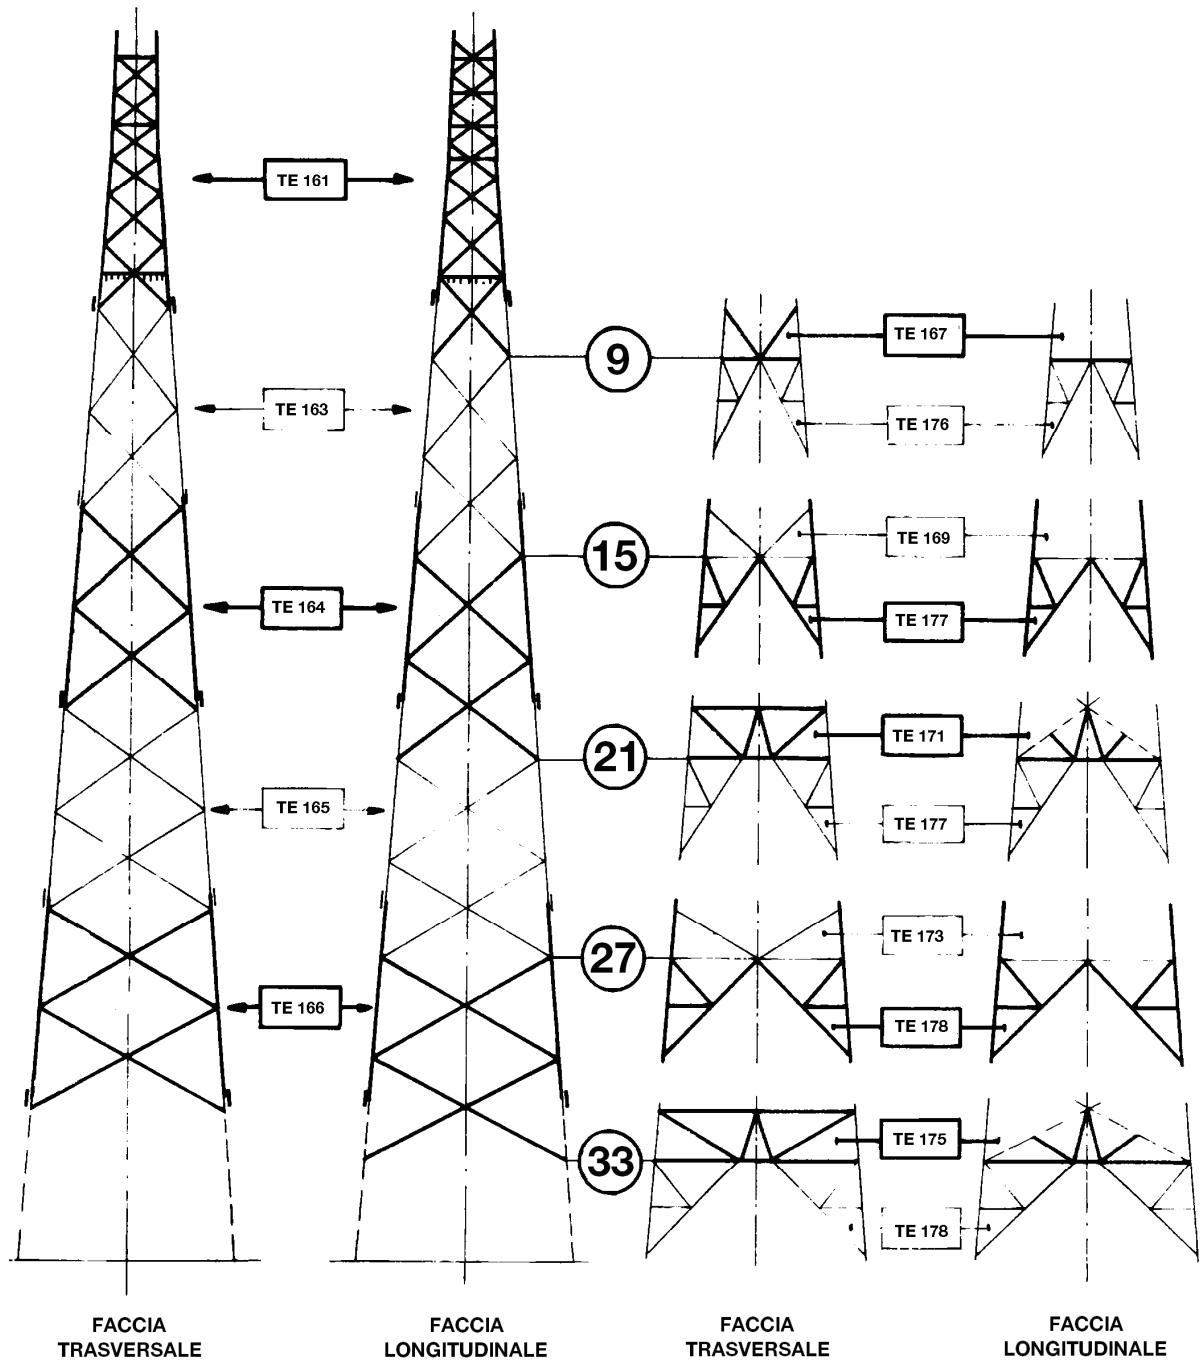 TE 161
9
TE 167
TE 163
TE 176
15
TE 169
TE 164
TE 177
21
TE 171
TE 165
TE 177
27
TE 173
TE 166
TE 178
33
TE 175
TE 178
FACCIA
TRASVERSALE
FACCIA
LONGITUDINALE
FACCIA
TRASVERSALE
FACCIA
LONGITUDINALE